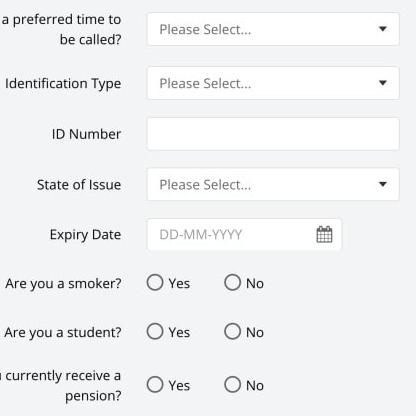 a preferred time to
be called?
Please Select...
Identification Type
Please Select...
ID Number
State of Issue
Please Select...
Expiry Date
DD-MM-YYYY
Are you a smoker?
Yes
No
Are you a student?
Yes
No
currently receive a
pension?
Yes
No